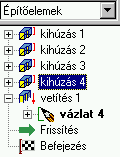 Építőelemek
kihúzás 1
kihúzás 2
kihúzás 3
kihúzás 4
vetítés 1
vázlat 4
Frissítés
Befejezés